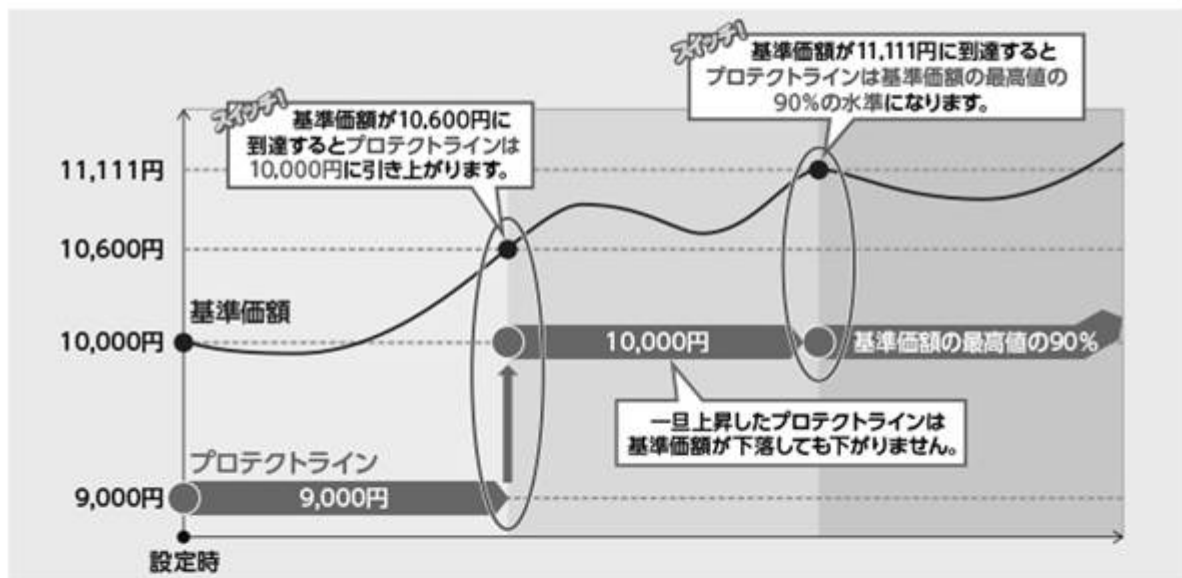 スイッチ!
基準価額が11,111円に到達すると
プロテクトラインは基準価額の最高値の
90%の水準になります。
スイッチ!
基準価額が10,600円に
到達するとプロテクトラインは
10,000円に引き上がります。
11,111円
10,600円
基準価額
10,000円
10,000円
基準価額の最高値の90%
一旦上昇したプロテクトラインは
基準価額が下落しても下がりません。
プロテクトライン
9,000円
9,000円
設定時